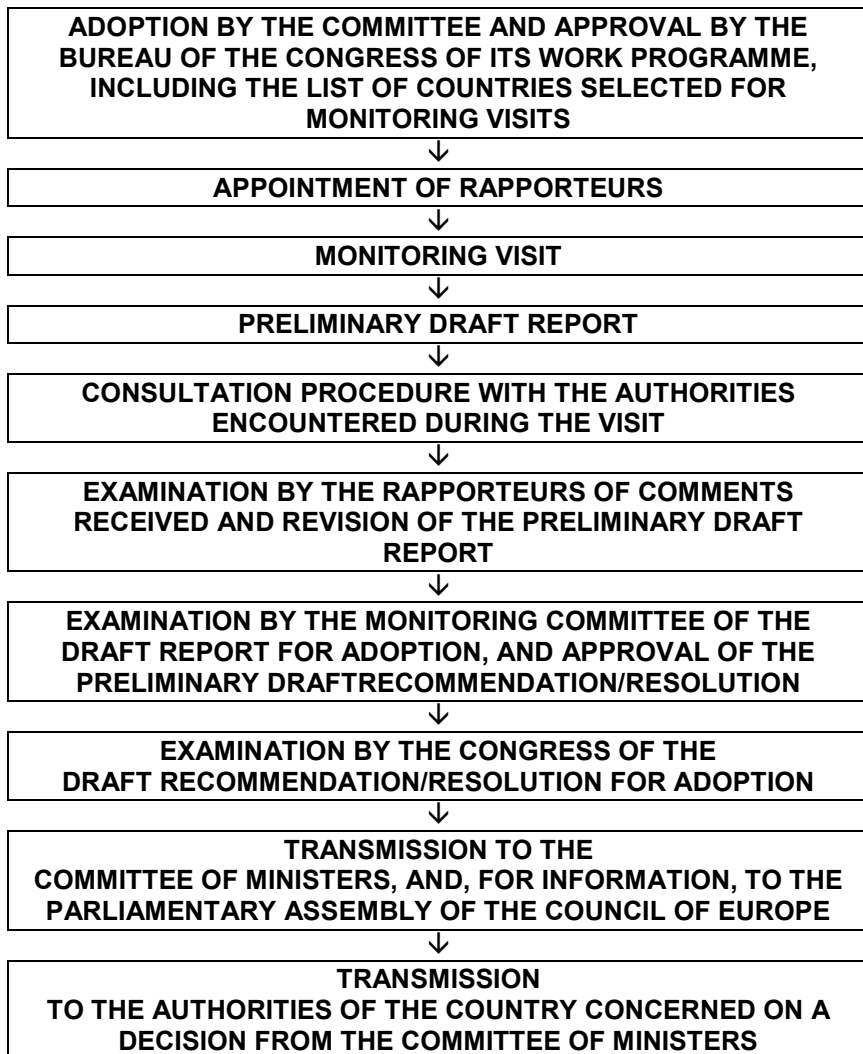 ADOPTION BY THE COMMITTEE AND APPROVAL BY THE
BUREAU OF THE CONGRESS OF ITS WORK PROGRAMME,
INCLUDING THE LIST OF COUNTRIES SELECTED FOR
MONITORING VISITS
↓
APPOINTMENT OF RAPPORTEURS
↓
MONITORING VISIT
↓
PRELIMINARY DRAFT REPORT
↓
CONSULTATION PROCEDURE WITH THE AUTHORITIES
ENCOUNTERED DURING THE VISIT
↓
EXAMINATION BY THE RAPPORTEURS OF COMMENTS
RECEIVED AND REVISION OF THE PRELIMINARY DRAFT
REPORT
↓
EXAMINATION BY THE MONITORING COMMITTEE OF THE
DRAFT REPORT FOR ADOPTION, AND APPROVAL OF THE
PRELIMINARY DRAFTRECOMMENDATION/RESOLUTION
↓
EXAMINATION BY THE CONGRESS OF THE
DRAFT RECOMMENDATION/RESOLUTION FOR ADOPTION
↓
TRANSMISSION TO THE
COMMITTEE OF MINISTERS, AND, FOR INFORMATION, TO THE
PARLIAMENTARY ASSEMBLY OF THE COUNCIL OF EUROPE
↓
TRANSMISSION
TO THE AUTHORITIES OF THE COUNTRY CONCERNED ON A
DECISION FROM THE COMMITTEE OF MINISTERS